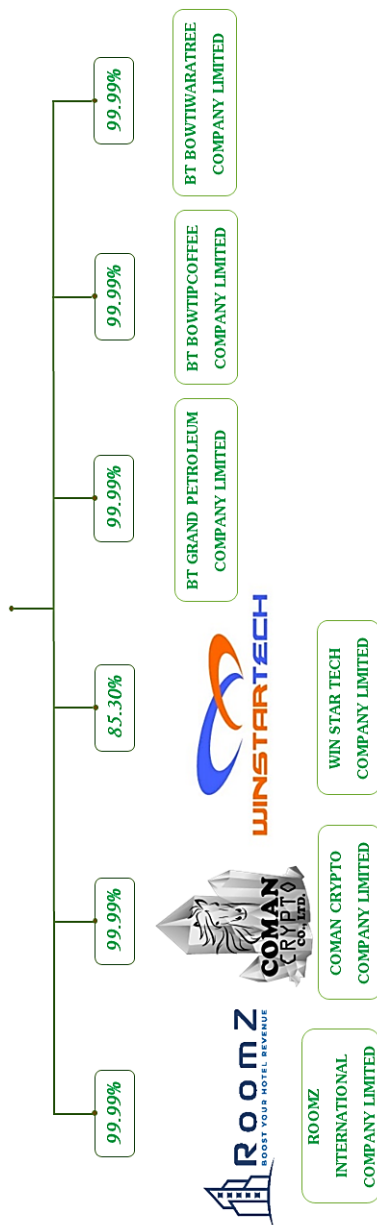 99.99%
99.99%
85.30%
99.99%
99.99%
99.99%
ROOMZ
BOOST YOUR HOTEL REVENUE
COMAN
CRYPTO
CO., LTD.
WINSTARTECH
ROOMZ
INTERNATIONAL
COMPANY LIMITED
COMAN CRYPTO
COMPANY LIMITED
WIN STAR TECH
COMPANY LIMITED
BT GRAND PETROLEUM
COMPANY LIMITED
BT BOWTIPCOFFEE
COMPANY LIMITED
BT BOWTIWARATREE
COMPANY LIMITED